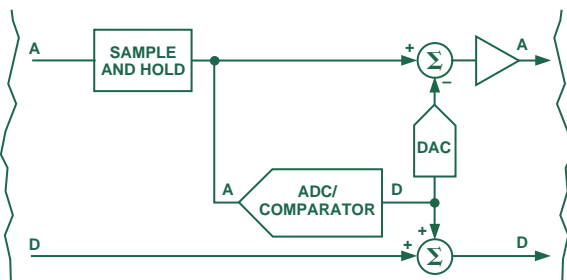 A
SAMPLE
AND HOLD
+
Σ
−
A
DAC
A
ADC/
COMPARATOR
D
D
+
+
Σ
D